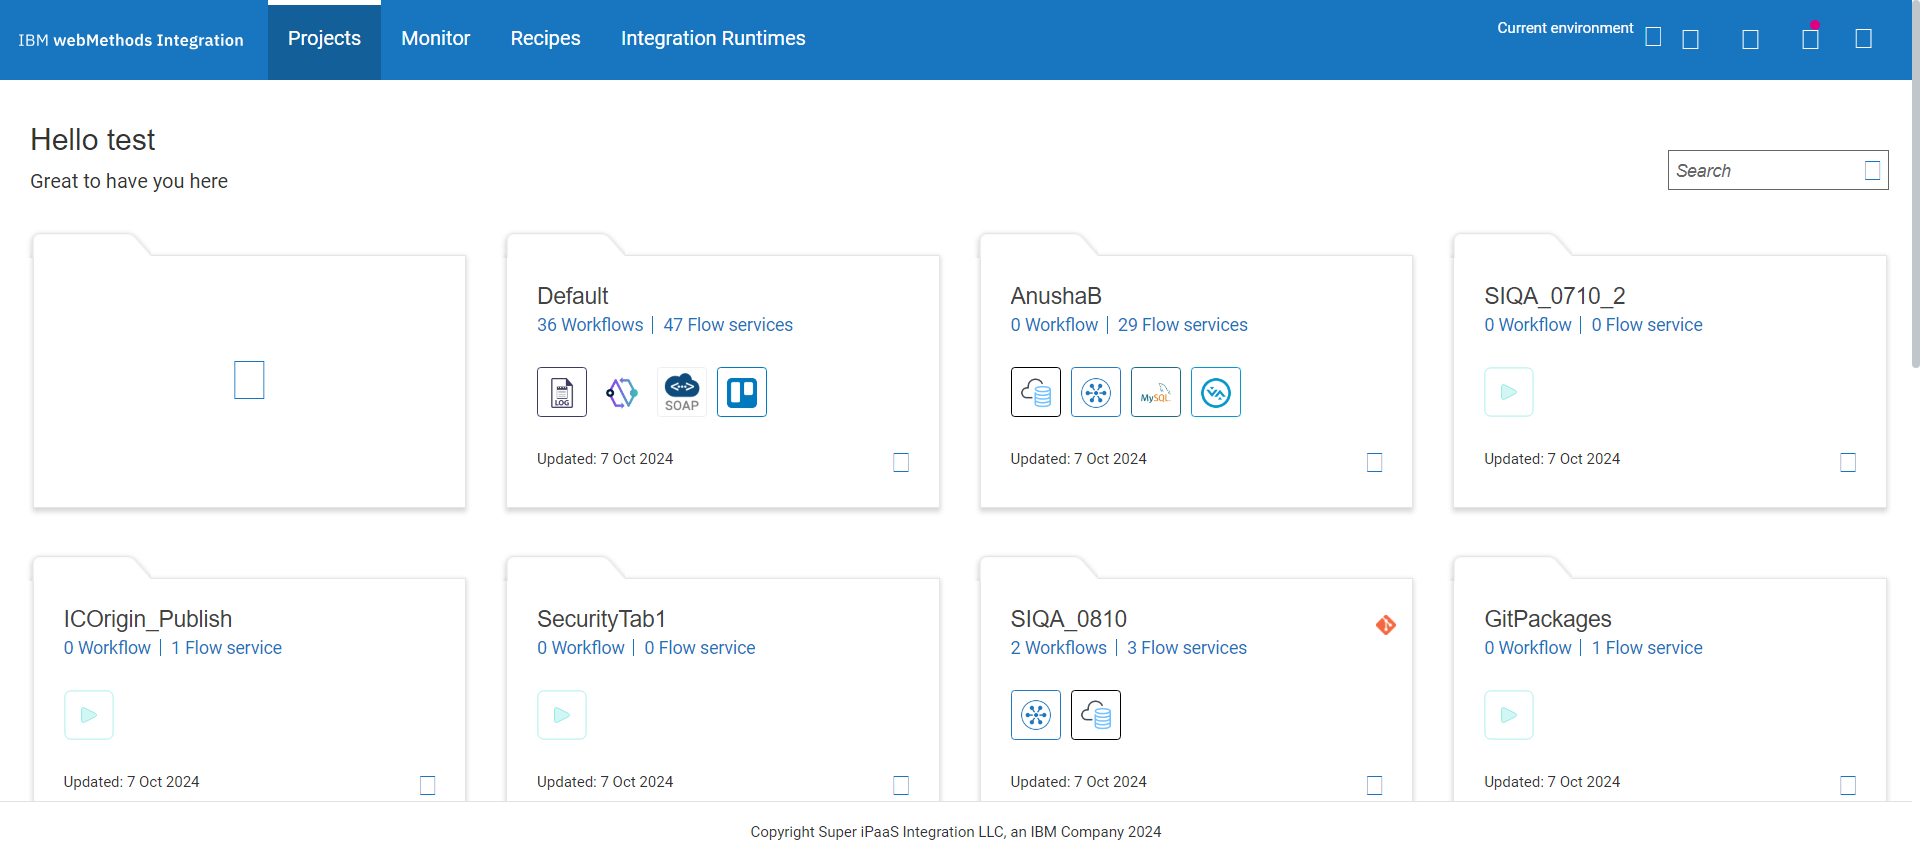 IBM webMethods Integration
Projects
Monitor
Recipes
Integration Runtimes
Current environment
Hello test
Great to have you here
Search
Default
36 Workflows | 47 Flow services
LOG
SOAP
Updated: 7 Oct 2024
AnushaB
0 Workflow | 29 Flow services
MySQL
Updated: 7 Oct 2024
SIQA_0710_2
0 Workflow | 0 Flow service
Updated: 7 Oct 2024
ICOrigin_Publish
0 Workflow | 1 Flow service
Updated: 7 Oct 2024
SecurityTab1
0 Workflow | 0 Flow service
Updated: 7 Oct 2024
SIQA_0810
2 Workflows | 3 Flow services
Updated: 7 Oct 2024
GitPackages
0 Workflow | 1 Flow service
Updated: 7 Oct 2024
Copyright Super iPaaS Integration LLC, an IBM Company 2024